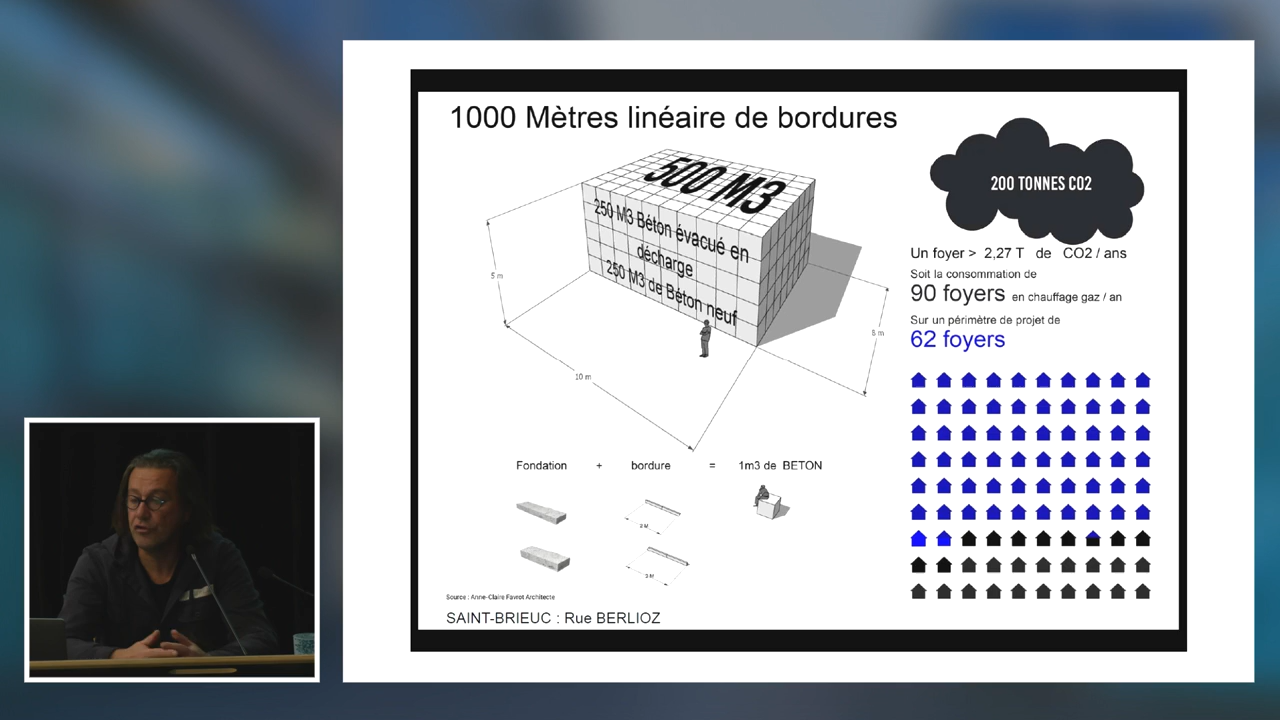 1000 Mètres linéaire de bordures
500 M3
250 M3 Béton évacué en
décharge
250 M3 de Béton neuf
5 m
10 m
200 TONNES CO2
Un foyer > 2,27 T de CO2 / ans
Soit la consommation de
90 foyers en chauffage gaz / an
Sur un périmètre de projet de
62 foyers
Fondation + bordure = 1m3 de BETON
2 M
Source : Anne-Claire Favrot Architecte
SAINT-BRIEUC : Rue BERLIOZ